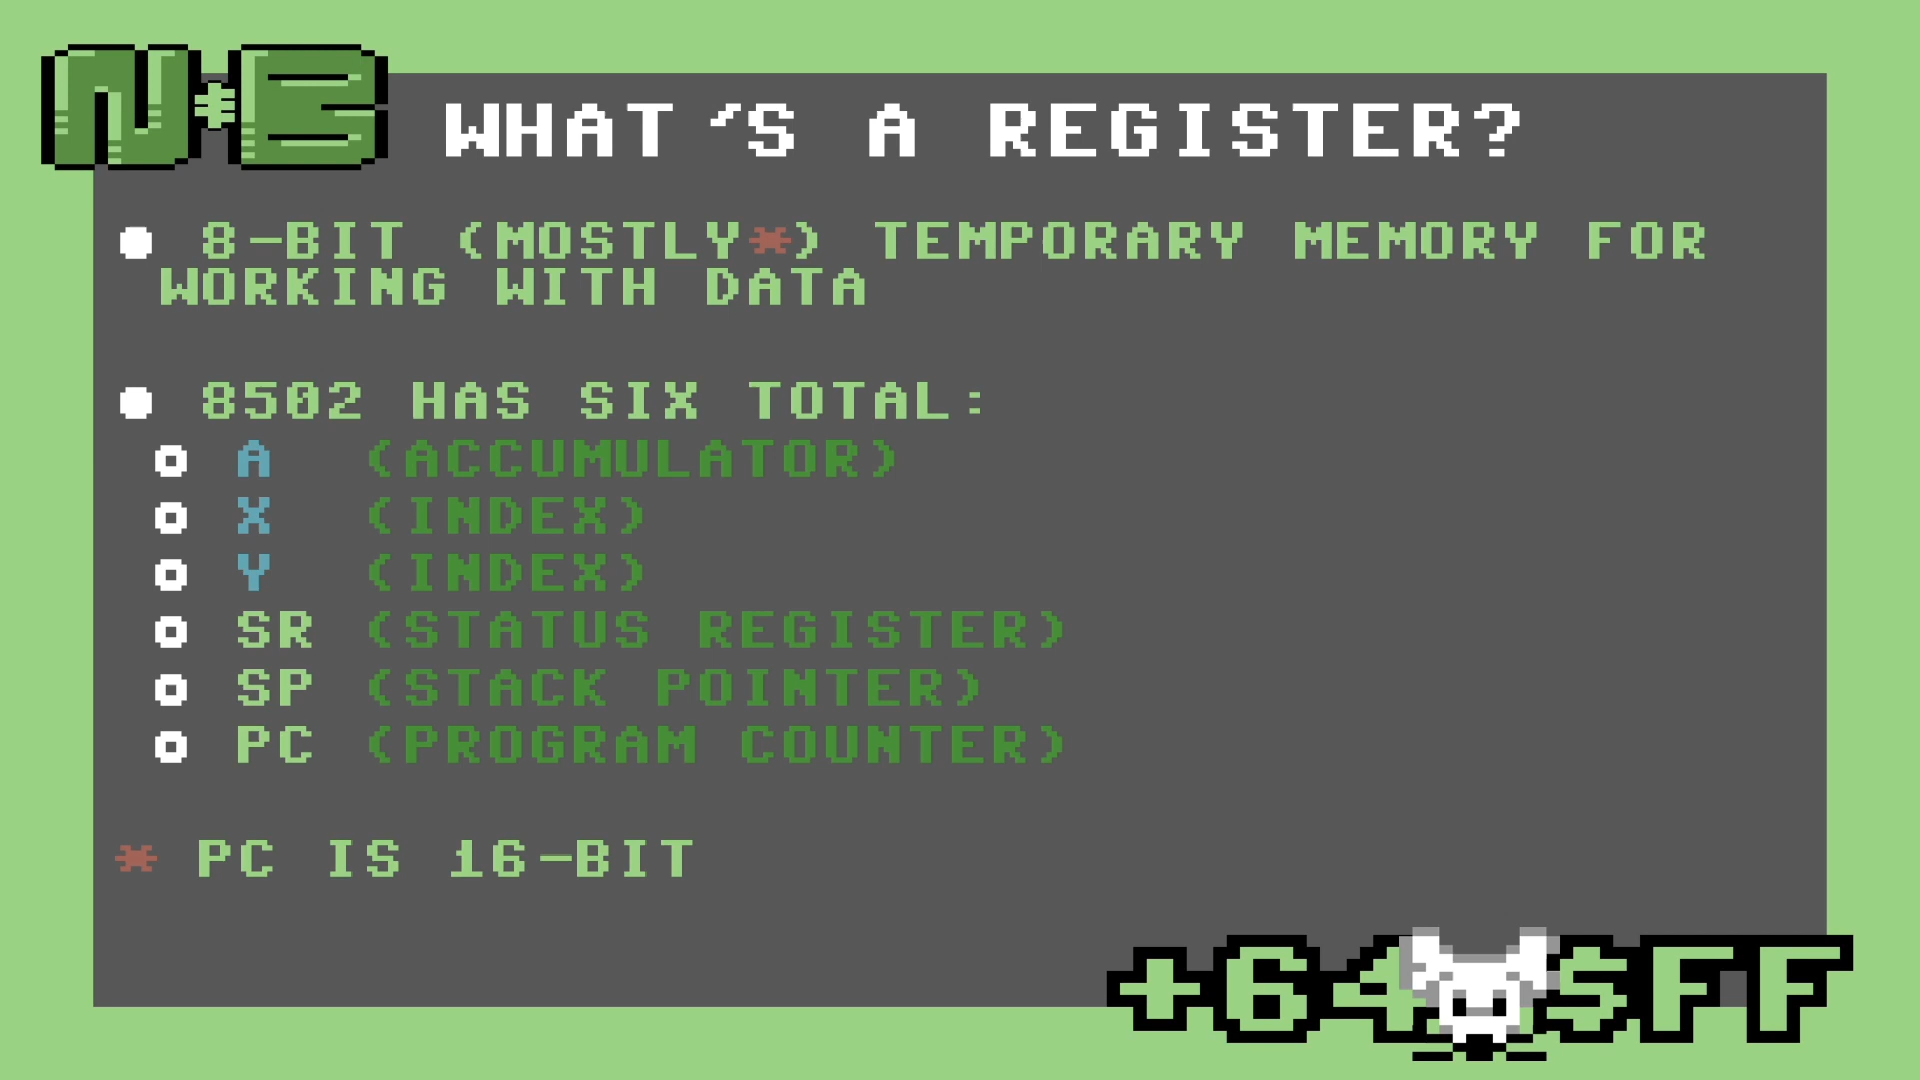 N*B
WHAT'S A REGISTER?
8-BIT (MOSTLY*) TEMPORARY MEMORY FOR
WORKING WITH DATA
8502 HAS SIX TOTAL:
A (ACCUMULATOR)
X (INDEX)
Y (INDEX)
SR (STATUS REGISTER)
SP (STACK POINTER)
PC (PROGRAM COUNTER)
* PC IS 16-BIT
+64 $FF